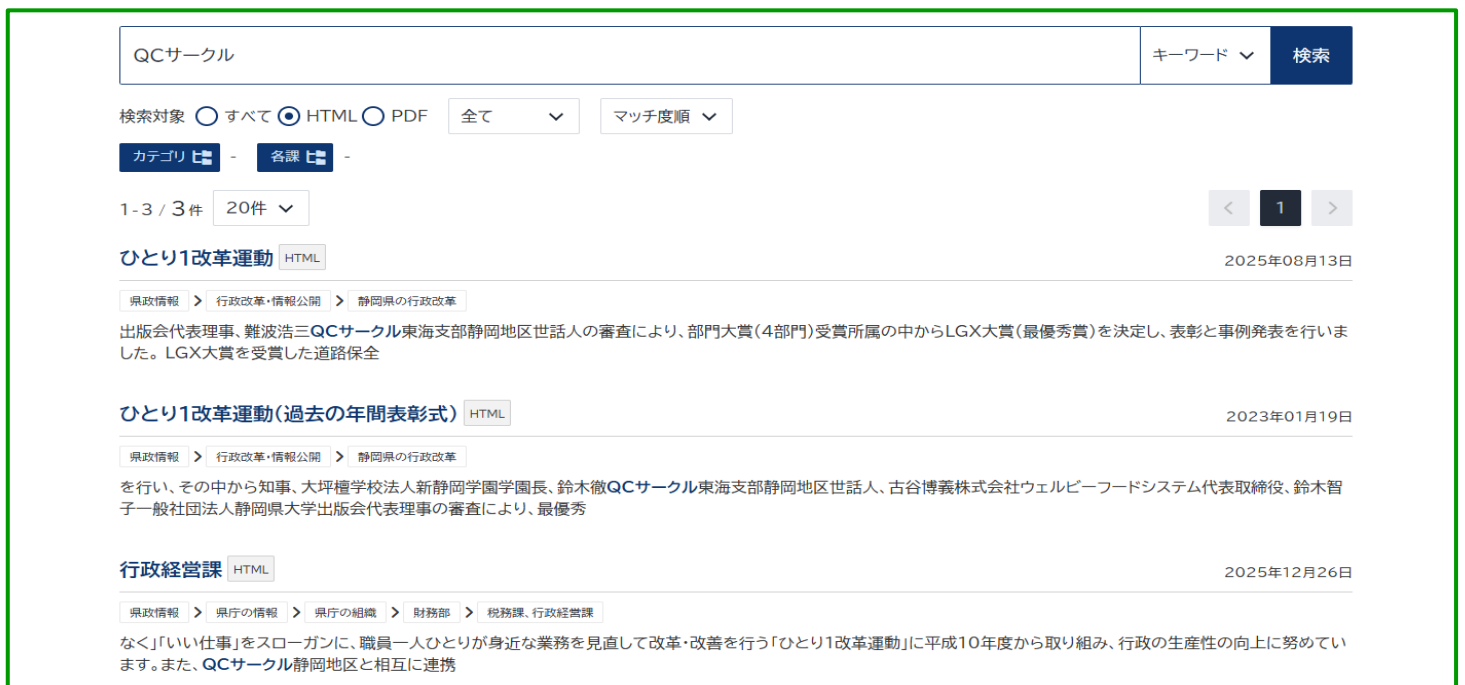 QCサークル キーワード 検索
検索対象 すべて HTML PDF 全て マッチ度順
カテゴリ - 各課 -
1-3 / 3件 20件 < 1 >
ひとり1改革運動 HTML 2025年08月13日
県政情報 > 行政改革・情報公開 > 静岡県の行政改革
出版会代表理事、難波浩三QCサークル東海支部静岡地区世話人の審査により、部門大賞(4部門)受賞所属の中からLGX大賞(最優秀賞)を決定し、表彰と事例発表を行いま
した。LGX大賞を受賞した道路保全
ひとり1改革運動(過去の年間表彰式) HTML 2023年01月19日
県政情報 > 行政改革・情報公開 > 静岡県の行政改革
を行い、その中から知事、大坪檀学校法人新静岡学園学園長、鈴木徹QCサークル東海支部静岡地区世話人、古谷博義株式会社ウェルビーフードシステム代表取締役、鈴木智
子一般社団法人静岡県大学出版会代表理事の審査により、最優秀
行政経営課 HTML 2025年12月26日
県政情報 > 県庁の情報 > 県庁の組織 > 財務部 > 税務課、行政経営課
なく」「いい仕事」をスローガンに、職員一人ひとりが身近な業務を見直して改革・改善を行う「ひとり1改革運動」に平成10年度から取り組み、行政の生産性の向上に努めてい
ます。また、QCサークル静岡地区と相互に連携